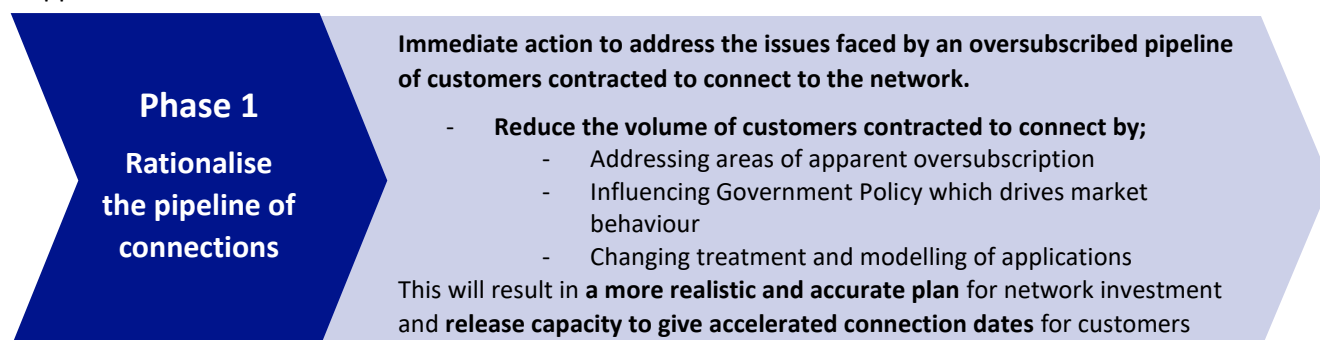 Phase 1
Rationalise
the pipeline of
connections
Immediate action to address the issues faced by an oversubscribed pipeline
of customers contracted to connect to the network.
- Reduce the volume of customers contracted to connect by;
- Addressing areas of apparent oversubscription
- Influencing Government Policy which drives market
behaviour
- Changing treatment and modelling of applications
This will result in a more realistic and accurate plan for network investment
and release capacity to give accelerated connection dates for customers